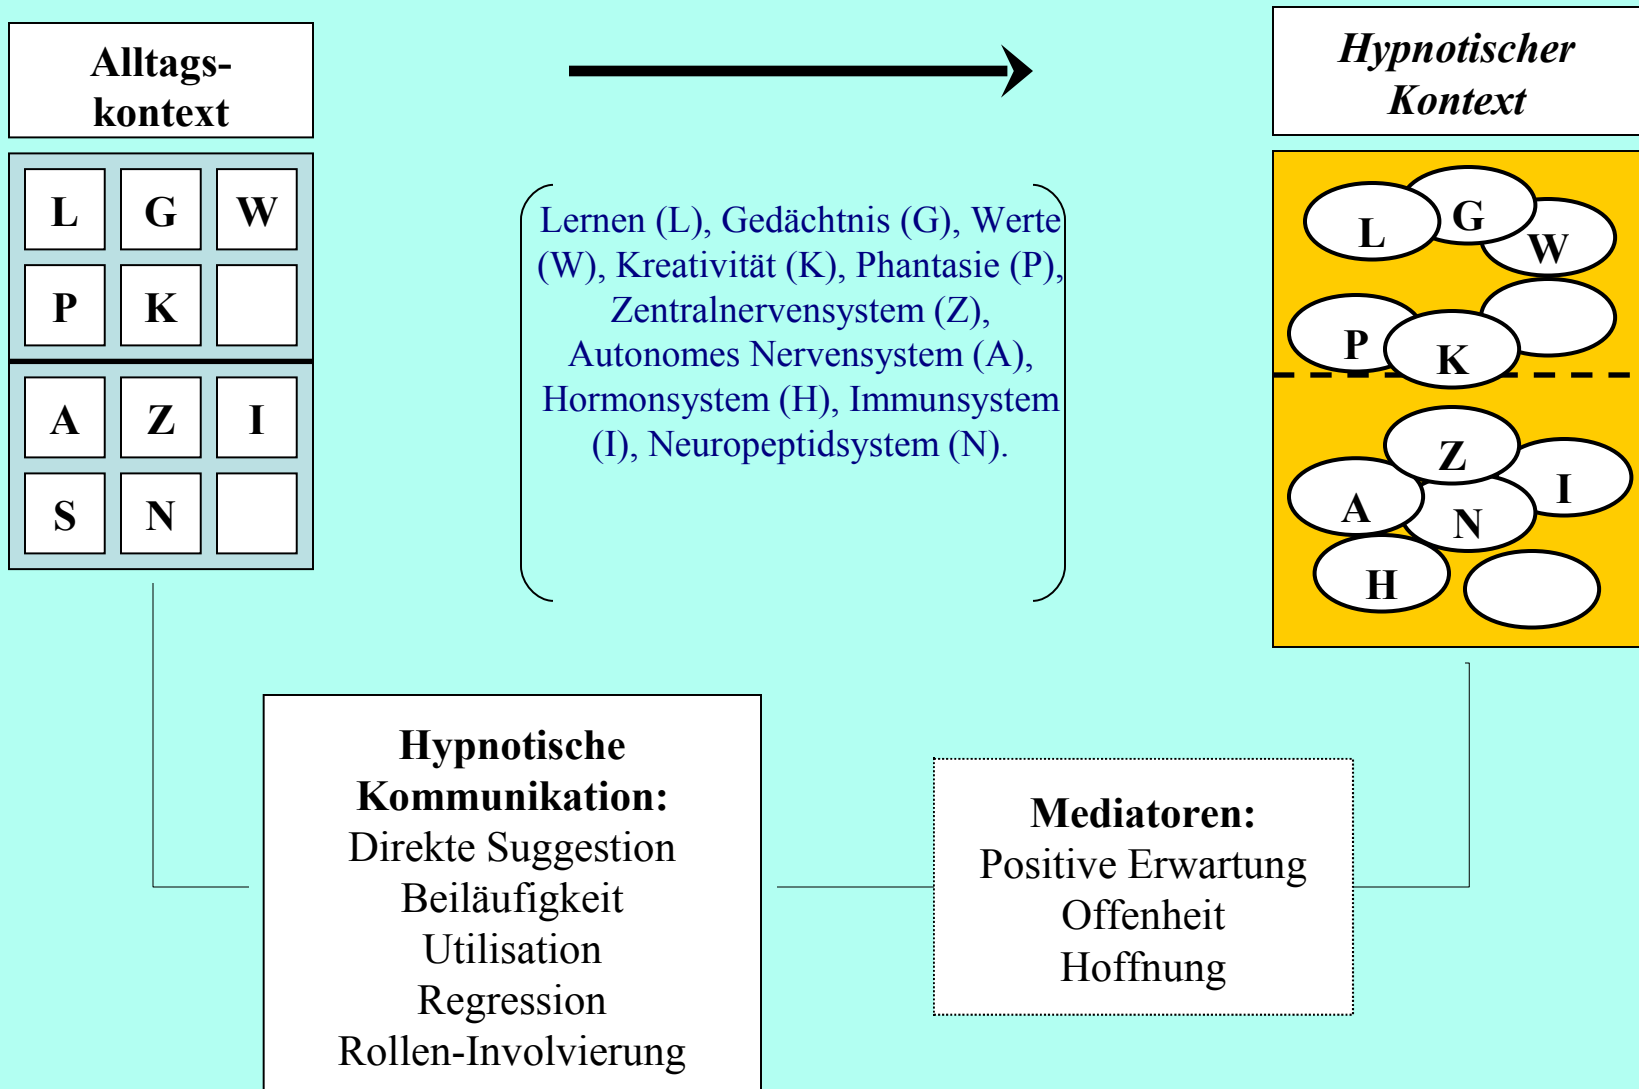 Alltags-
kontext
L G W
P K
A Z I
S N
Lernen (L), Gedächtnis (G), Werte
(W), Kreativität (K), Phantasie (P),
Zentralnervensystem (Z),
Autonomes Nervensystem (A),
Hormonsystem (H), Immunsystem
(I), Neuropeptidsystem (N).
Hypnotischer
Kontext
L G W
P K
Z
A N I
H
Hypnotische
Kommunikation:
Direkte Suggestion
Beiläufigkeit
Utilisation
Regression
Rollen-Involvierung
Mediatoren:
Positive Erwartung
Offenheit
Hoffnung